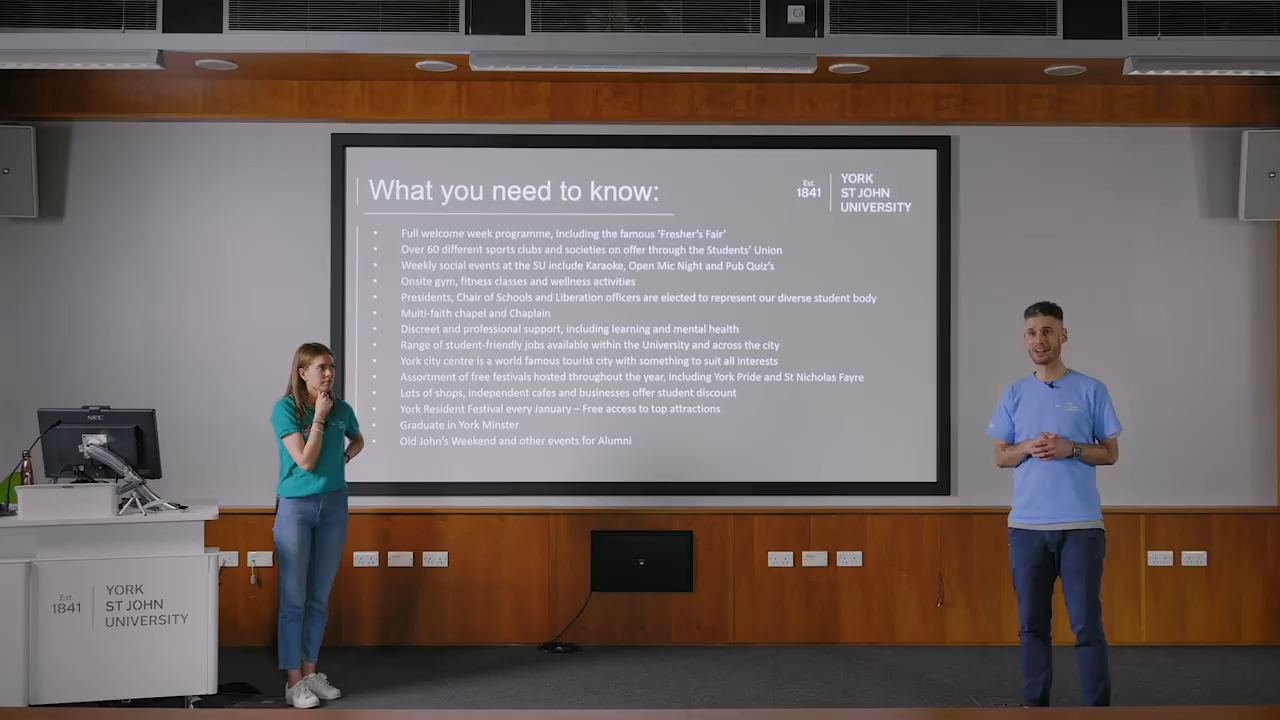 What you need to know:
Est.
1841
YORK
ST JOHN
UNIVERSITY
• Full welcome week programme, including the famous 'Fresher's Fair'
• Over 60 different sports clubs and societies on offer through the Students' Union
• Weekly social events at the SU include Karaoke, Open Mic Night and Pub Quiz's
• Onsite gym, fitness classes and wellness activities
• Presidents, Chair of Schools and Liberation officers are elected to represent our diverse student body
• Multi-faith chapel and Chaplain
• Discreet and professional support, including learning and mental health
• Range of student-friendly jobs available within the University and across the city
• York city centre is a world famous tourist city with something to suit all interests
• Assortment of free festivals hosted throughout the year, including York Pride and St Nicholas Fayre
• Lots of shops, independent cafes and businesses offer student discount
• York Resident Festival every January – Free access to top attractions
• Graduate in York Minster
• Old John's Weekend and other events for Alumni
NEC
Est.
1841
YORK
ST JOHN
UNIVERSITY